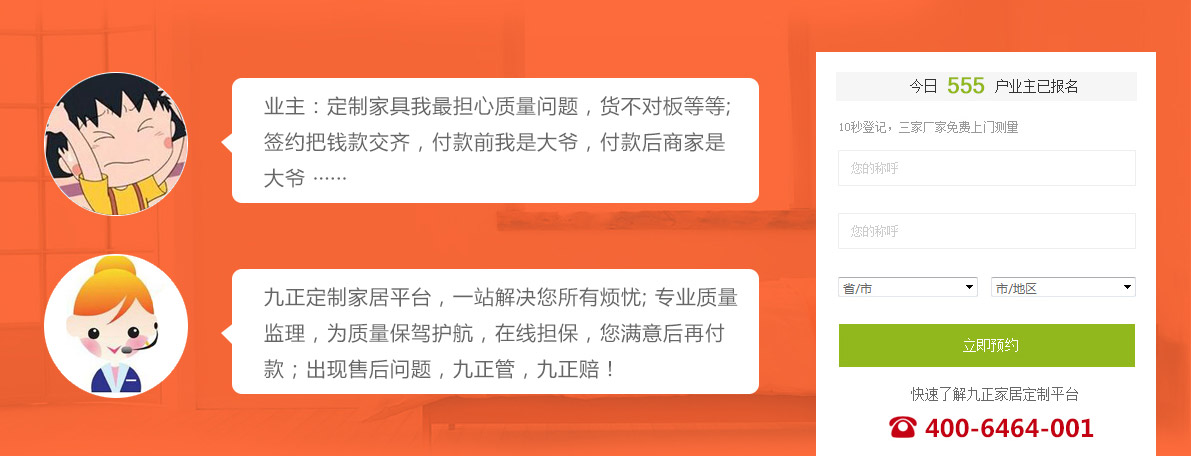 业主：定制家具我最担心质量问题，货不对板等等;
签约把钱款交齐，付款前我是大爷，付款后商家是
大爷 ······
九正定制家居平台，一站解决您所有烦忧; 专业质量
监理，为质量保驾护航，在线担保，您满意后再付
款；出现售后问题，九正管，九正赔！
今日 555 户业主已报名
10秒登记，三家厂家免费上门测量
您的称呼
您的称呼
省/市
市/地区
立即预约
快速了解九正家居定制平台
400-6464-001